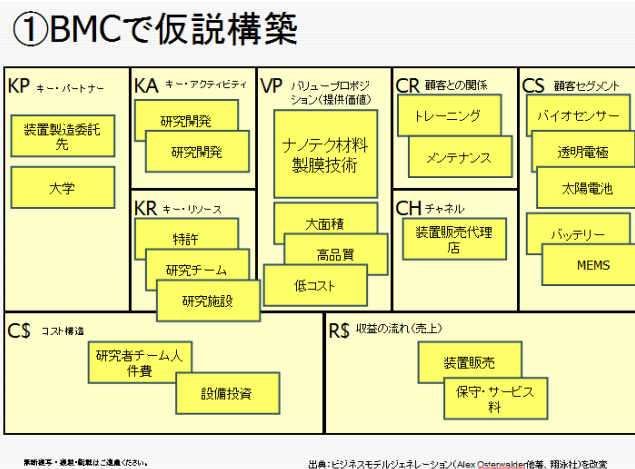 ①BMCで仮説構築
KP キー・パートナー
装置製造委託
先
大学
KA キー・アクティビティ
研究開発
研究開発
KR キー・リソース
特許
研究チーム
研究施設
VP バリュープロポジ
ション(提供価値)
ナノテク材料
製膜技術
大面積
高品質
低コスト
CR 顧客との関係
トレーニング
メンテナンス
CH チャネル
装置販売代理
店
CS 顧客セグメント
バイオセンサー
透明電極
太陽電池
バッテリー
MEMS
C$ コスト構造
研究者チーム人
件費
設備投資
R$ 収益の流れ(売上)
装置販売
保守・サービス
料
禁断複写・複製・転載はご遠慮ください。
出典：ビジネスモデルジェネレーション(Alex Osterwalder他著、翔泳社)を改変